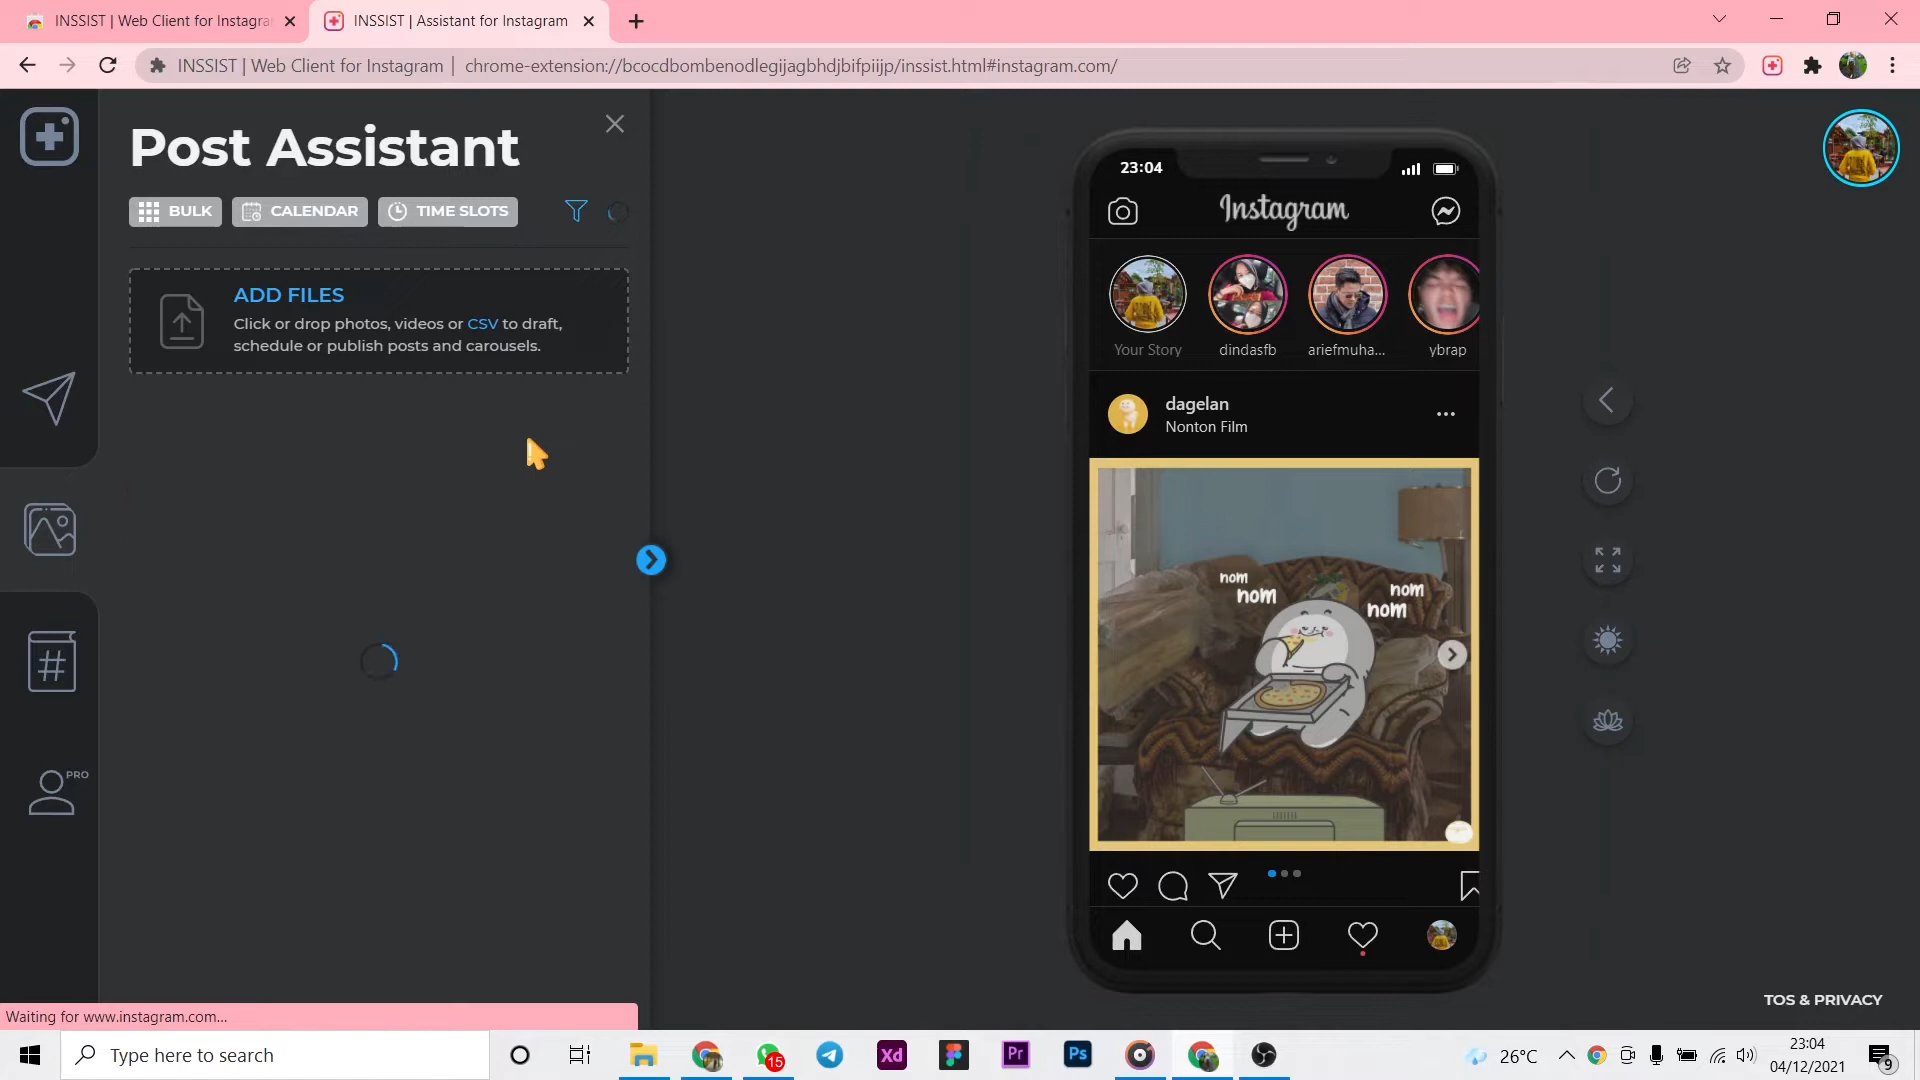 INSSIST | Web Client for Instagra
INSSIST | Assistant for Instagram
INSSIST | Web Client for Instagram | chrome-extension://bcocdbombenodlegijagbhdjbifpiijp/inssist.html#instagram.com/
Post Assistant
BULK
CALENDAR
TIME SLOTS
ADD FILES
Click or drop photos, videos or CSV to draft,
schedule or publish posts and carousels.
PRO
23:04
Instagram
Your Story
dindasfb
ariefmuha...
ybrap
dagelan
Nonton Film
nom
nom
nom
nom
TOS & PRIVACY
Waiting for www.instagram.com...
Type here to search
15
Xd
Pr
Ps
26°C
23:04
04/12/2021
9